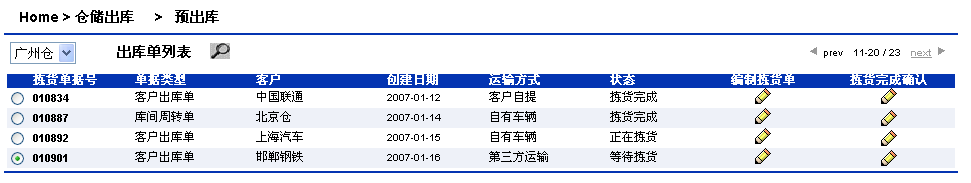 Home > 仓储出库 > 预出库
广州仓 出库单列表 prev 11-20 / 23 next
拣货单据号 单据类型 客户 创建日期 运输方式 状态 编制拣货单 拣货完成确认
010834 客户出库单 中国联通 2007-01-12 客户自提 拣货完成
010887 库间周转单 北京仓 2007-01-14 自有车辆 拣货完成
010892 客户出库单 上海汽车 2007-01-15 自有车辆 正在拣货
010901 客户出库单 邯郸钢铁 2007-01-16 第三方运输 等待拣货